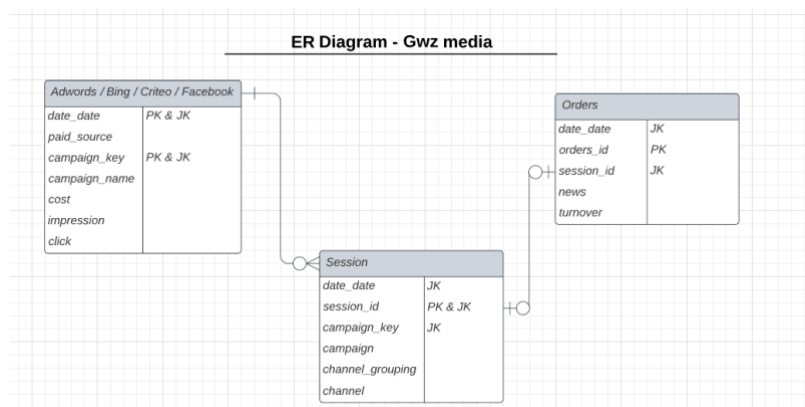 ER Diagram - Gwz media
Adwords / Bing / Criteo / Facebook
date_date PK & JK
paid_source
campaign_key PK & JK
campaign_name
cost
impression
click
Orders
date_date JK
orders_id PK
session_id JK
news
turnover
Session
date_date JK
session_id PK & JK
campaign_key JK
campaign
channel_grouping
channel